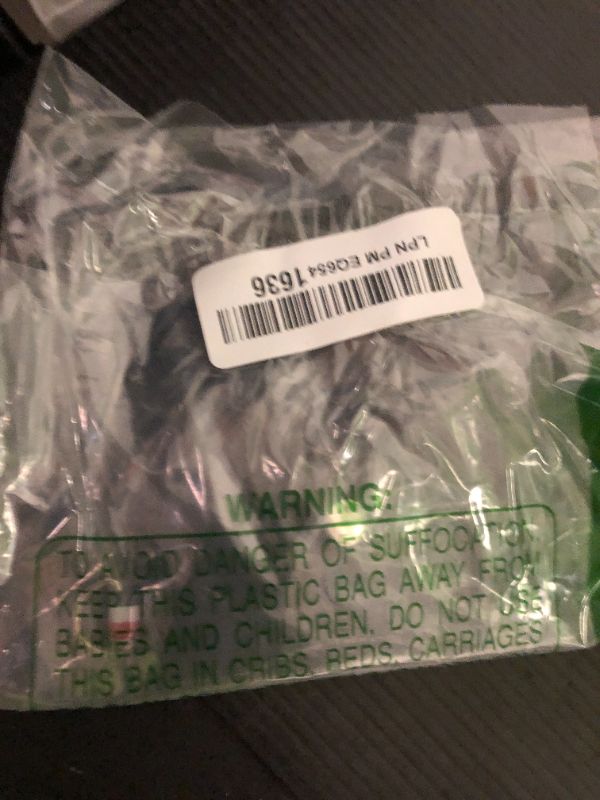 LPN PM EQ684 1636
WARNING:
TO AVOID DANGER OF SUFFOCATION,
KEEP THIS PLASTIC BAG AWAY FROM
BABIES AND CHILDREN. DO NOT USE
THIS BAG IN CRIBS, BEDS, CARRIAGES